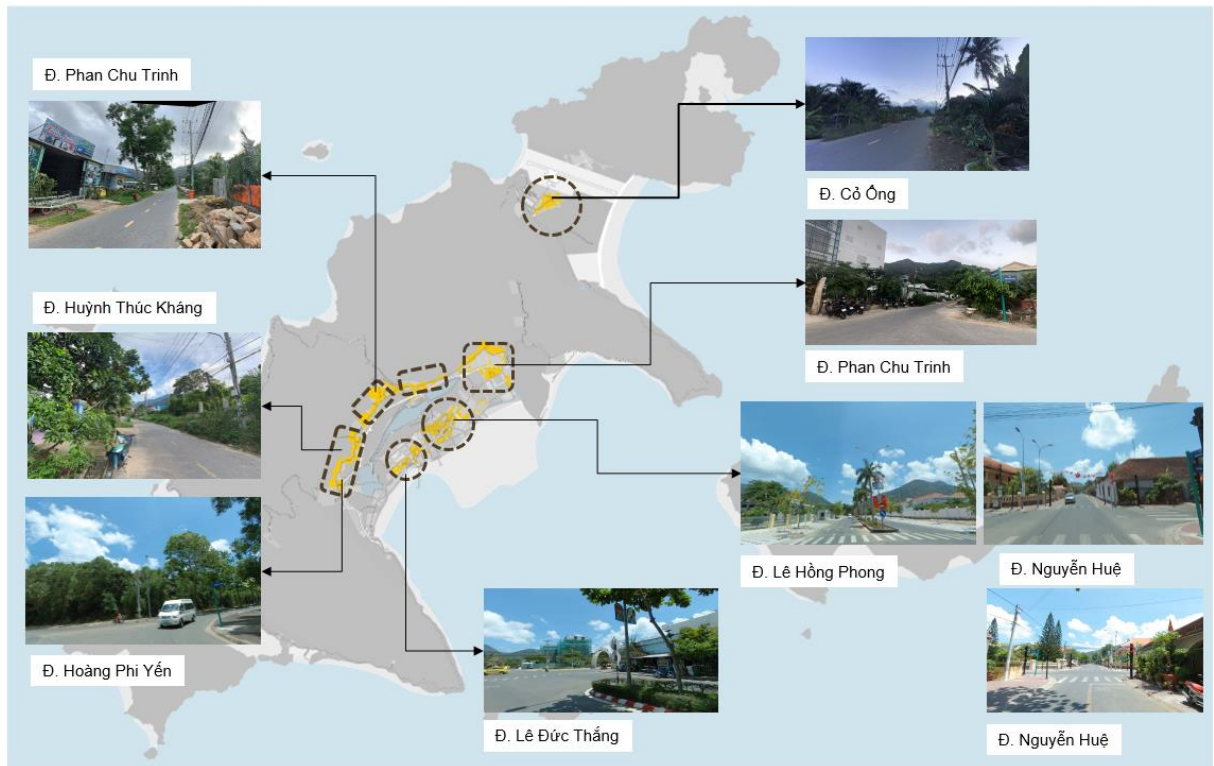 Đ. Phan Chu Trinh
Đ. Cỏ Ống
Đ. Huỳnh Thúc Kháng
Đ. Phan Chu Trinh
Đ. Lê Hồng Phong
Đ. Nguyễn Huệ
Đ. Hoàng Phi Yến
Đ. Lê Đức Thắng
Đ. Nguyễn Huệ